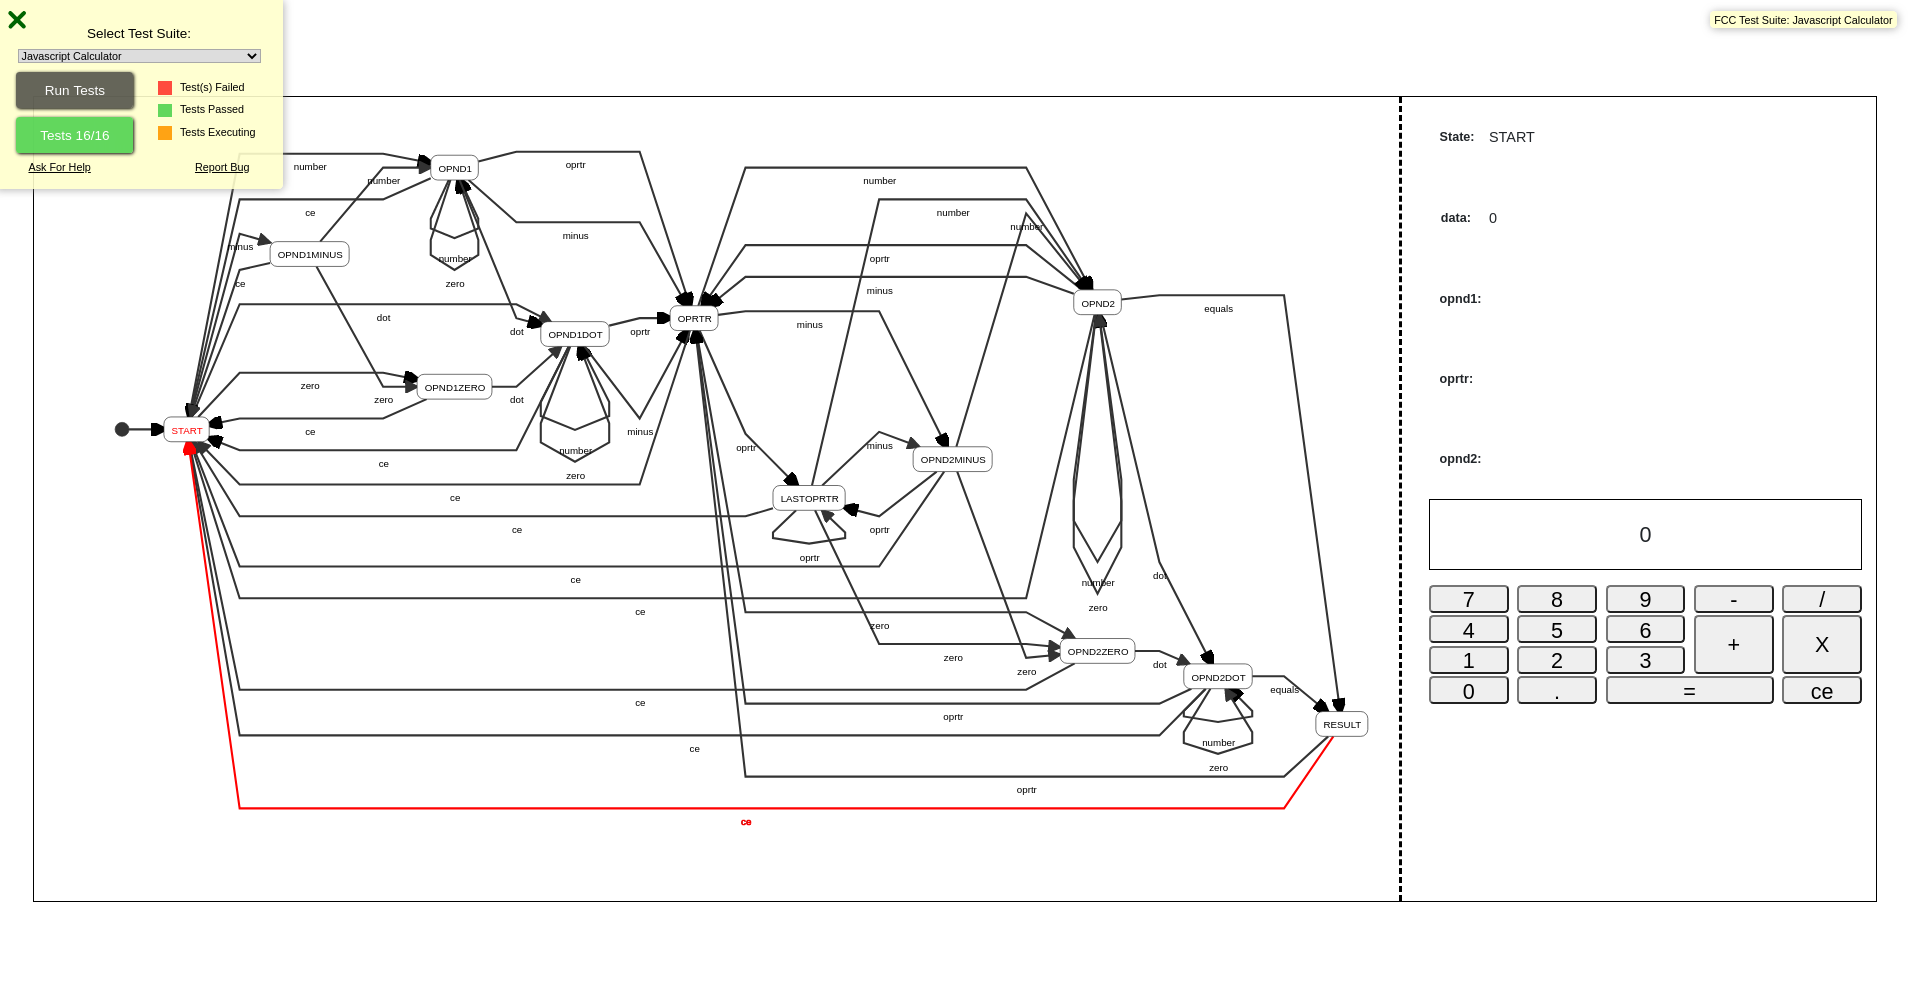 Select Test Suite:
Javascript Calculator
Run Tests
Tests 16/16
Test(s) Failed
Tests Passed
Tests Executing
Ask For Help
Report Bug
FCC Test Suite: Javascript Calculator
number
number
ce
minus
ce
OPND1MINUS
OPND1
number
zero
oprtr
minus
dot
dot
OPND1DOT
oprtr
OPRTR
zero
OPND1ZERO
zero
dot
START
ce
ce
number
zero
minus
ce
ce
ce
ce
number
number
number
oprtr
minus
minus
OPND2
equals
oprtr
minus
OPND2MINUS
LASTOPRTR
oprtr
oprtr
number
zero
dot
zero
zero
zero
OPND2ZERO
dot
OPND2DOT
equals
ce
oprtr
number
zero
RESULT
ce
oprtr
ce
State: START
data: 0
opnd1:
oprtr:
opnd2:
0
7 8 9 - /
4 5 6 + X
1 2 3
0 . = ce